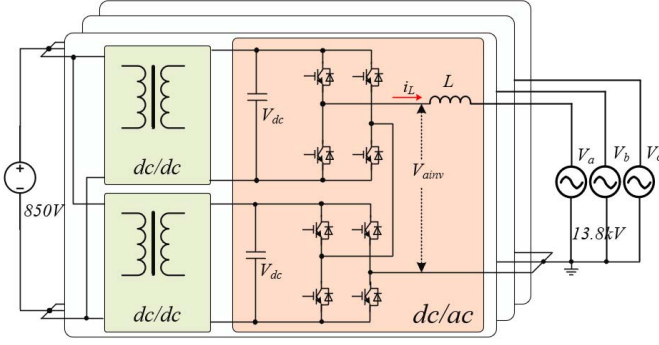 850V
+
−
dc/dc
V_dc
i_L
L
V_ainv
V_a
V_b
V_c
13.8kV
dc/dc
V_dc
dc/ac